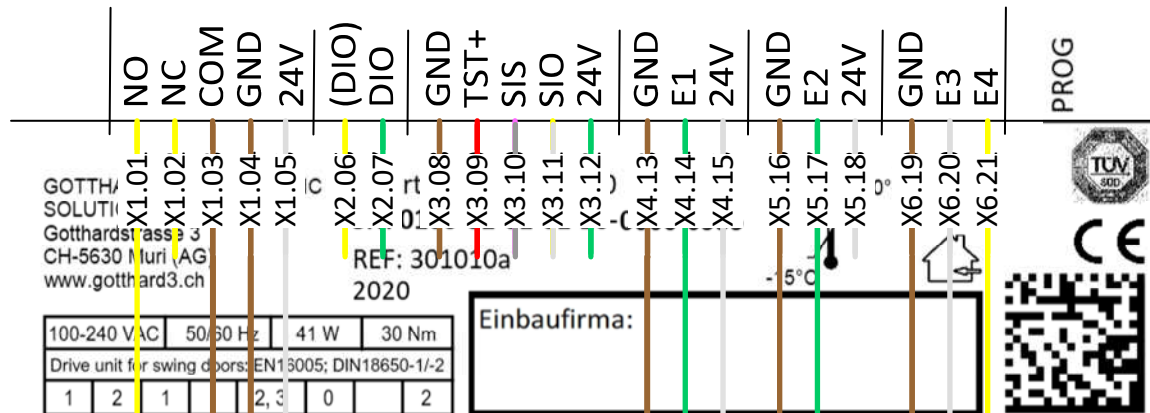 NO NC COM GND 24V (DIO) DIO GND TST+ SIS SIO 24V GND E1 24V GND E2 24V GND E3 E4 PROG
X1.01 X1.02 X1.03 X1.04 X1.05 X2.06 X2.07 X3.08 X3.09 X3.10 X3.11 X3.12 X4.13 X4.14 X4.15 X5.16 X5.17 X5.18 X6.19 X6.20 X6.21
TÜV
SÜD
Gotthardstrasse 3
CH-5630 Muri (AG)
www.gotthard3.ch
REF: 301010a
2020
-15°C
CE
100-240 VAC 50/60 Hz 41 W 30 Nm
Drive unit for swing doors: EN16005; DIN18650-1/-2
1 2 1 2, 3 0 2
Einbaufirma: